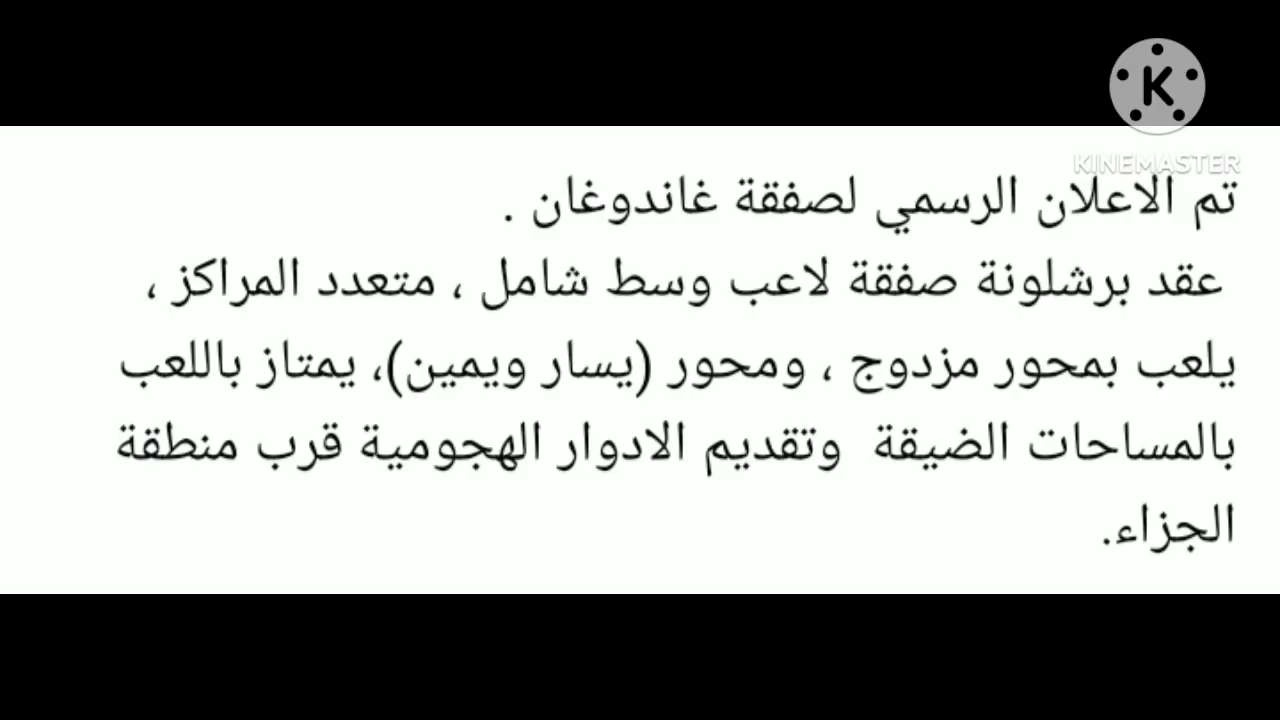 K
KINEMASTER
تم الاعلان الرسمي لصفقة غاندوغان .
عقد برشلونة صفقة لاعب وسط شامل ، متعدد المراكز ،
يلعب بمحور مزدوج ، ومحور (يسار ويمين)، يمتاز باللعب
بالمساحات الضيقة وتقديم الادوار الهجومية قرب منطقة
الجزاء.